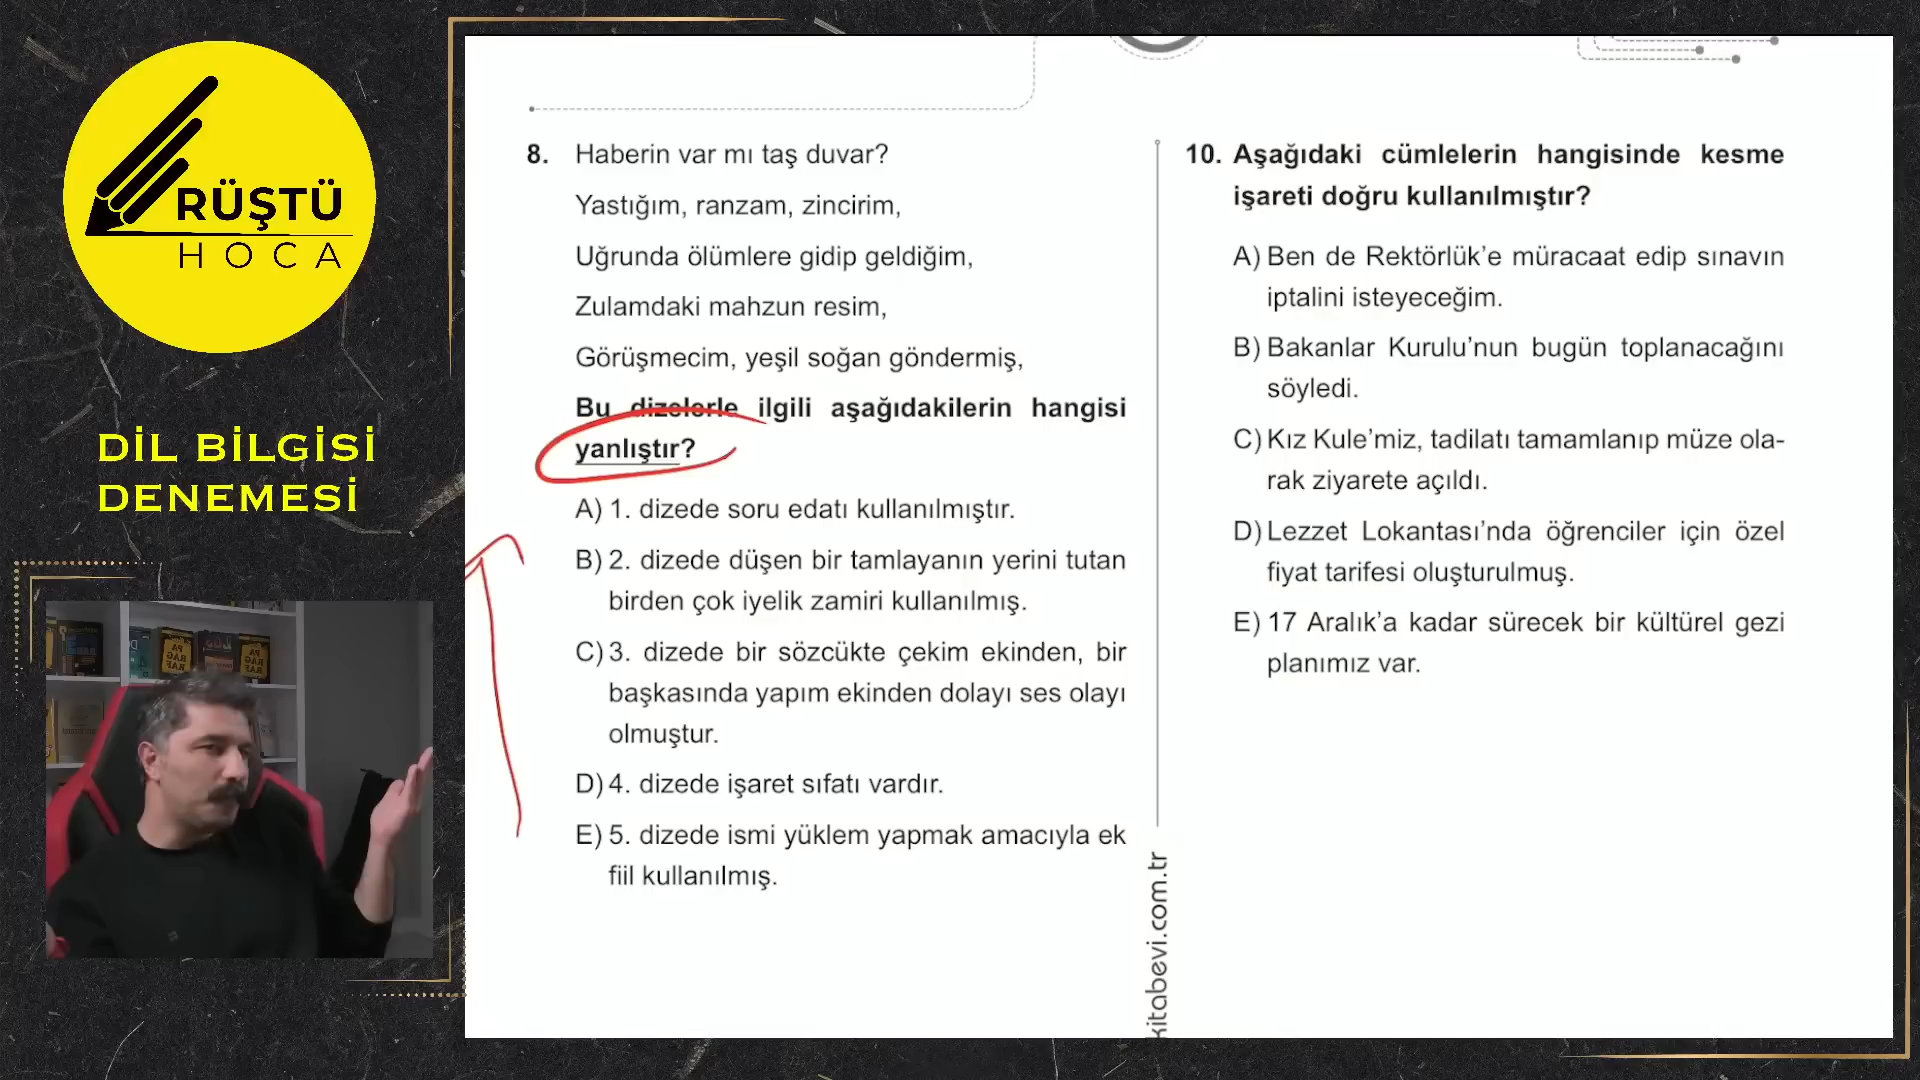 RÜŞTÜ
HOCA
DİL BİLGİSİ
DENEMESİ
8. Haberin var mı taş duvar?
Yastığım, ranzam, zincirim,
Uğrunda ölümlere gidip geldiğim,
Zulamdaki mahzun resim,
Görüşmecim, yeşil soğan göndermiş,
Bu dizelerle ilgili aşağıdakilerin hangisi
yanlıştır?
A) 1. dizede soru edatı kullanılmıştır.
B) 2. dizede düşen bir tamlayanın yerini tutan
birden çok iyelik zamiri kullanılmış.
C) 3. dizede bir sözcükte çekim ekinden, bir
başkasında yapım ekinden dolayı ses olayı
olmuştur.
D) 4. dizede işaret sıfatı vardır.
E) 5. dizede ismi yüklem yapmak amacıyla ek
fiil kullanılmış.
kitabevi.com.tr
10. Aşağıdaki cümlelerin hangisinde kesme
işareti doğru kullanılmıştır?
A) Ben de Rektörlük’e müracaat edip sınavın
iptalini isteyeceğim.
B) Bakanlar Kurulu’nun bugün toplanacağını
söyledi.
C) Kız Kule’miz, tadilatı tamamlanıp müze ola-
rak ziyarete açıldı.
D) Lezzet Lokantası’nda öğrenciler için özel
fiyat tarifesi oluşturulmuş.
E) 17 Aralık’a kadar sürecek bir kültürel gezi
planımız var.